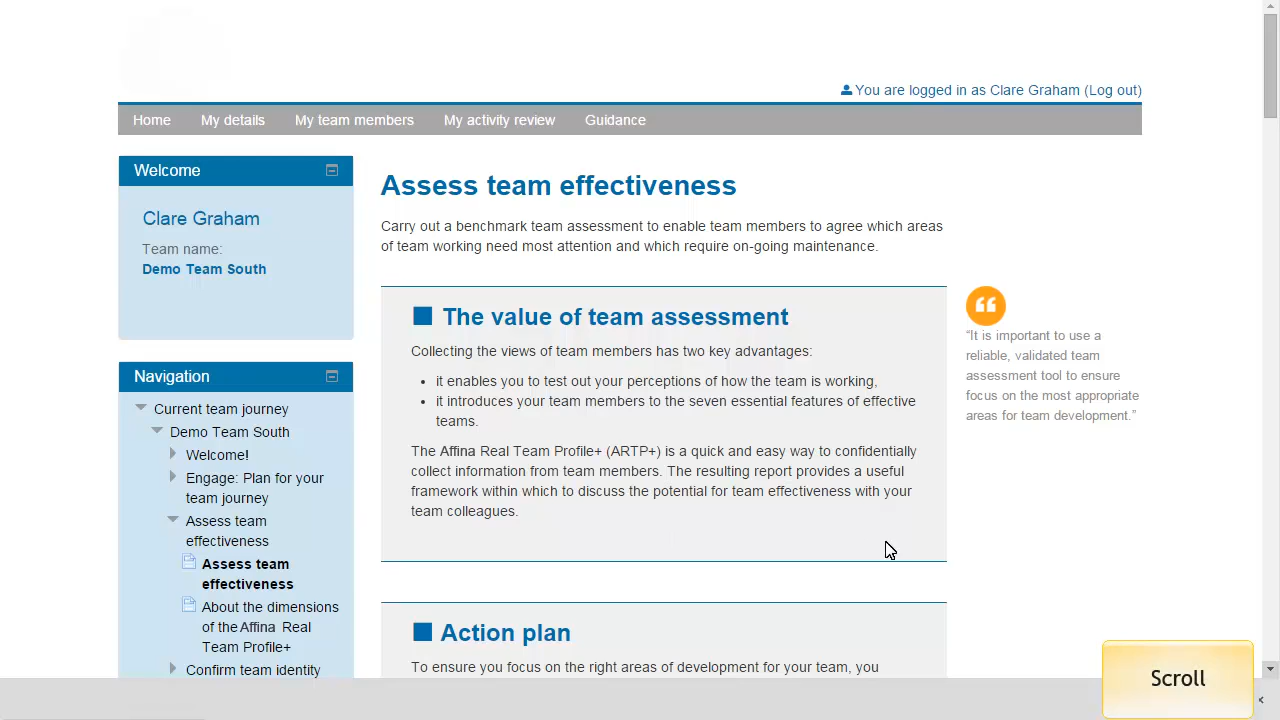 You are logged in as Clare Graham (Log out)
Home My details My team members My activity review Guidance
Welcome
Clare Graham
Team name:
Demo Team South
Navigation
Current team journey
Demo Team South
Welcome!
Engage: Plan for your
team journey
Assess team
effectiveness
Assess team
effectiveness
About the dimensions
of the Affina Real
Team Profile+
Confirm team identity
Assess team effectiveness
Carry out a benchmark team assessment to enable team members to agree which areas
of team working need most attention and which require on-going maintenance.
The value of team assessment
Collecting the views of team members has two key advantages:
• it enables you to test out your perceptions of how the team is working,
• it introduces your team members to the seven essential features of effective
teams.
The Affina Real Team Profile+ (ARTP+) is a quick and easy way to confidentially
collect information from team members. The resulting report provides a useful
framework within which to discuss the potential for team effectiveness with your
team colleagues.
Action plan
To ensure you focus on the right areas of development for your team, you
“It is important to use a
reliable, validated team
assessment tool to ensure
focus on the most appropriate
areas for team development.”
Scroll